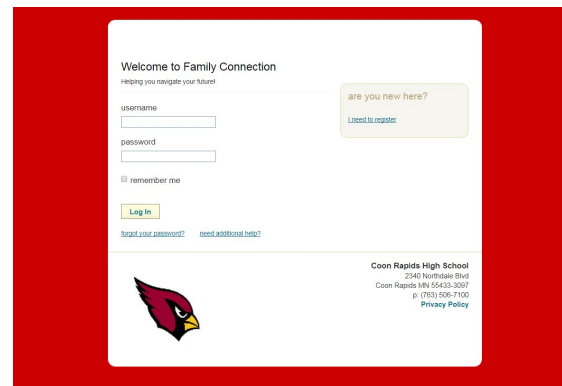 Welcome to Family Connection
Helping you navigate your future!
username
password
remember me
Log In
forgot your password? need additional help?
are you new here?
I need to register
Coon Rapids High School
2340 Northdale Blvd
Coon Rapids MN 55433-3097
p: (763) 506-7100
Privacy Policy